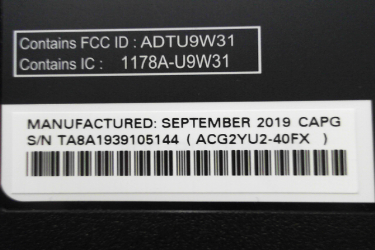 Contains FCC ID : ADTU9W31
Contains IC : 1178A-U9W31
MANUFACTURED: SEPTEMBER 2019 CAPG
S/N TA8A1939105144 ( ACG2YU2-40FX )